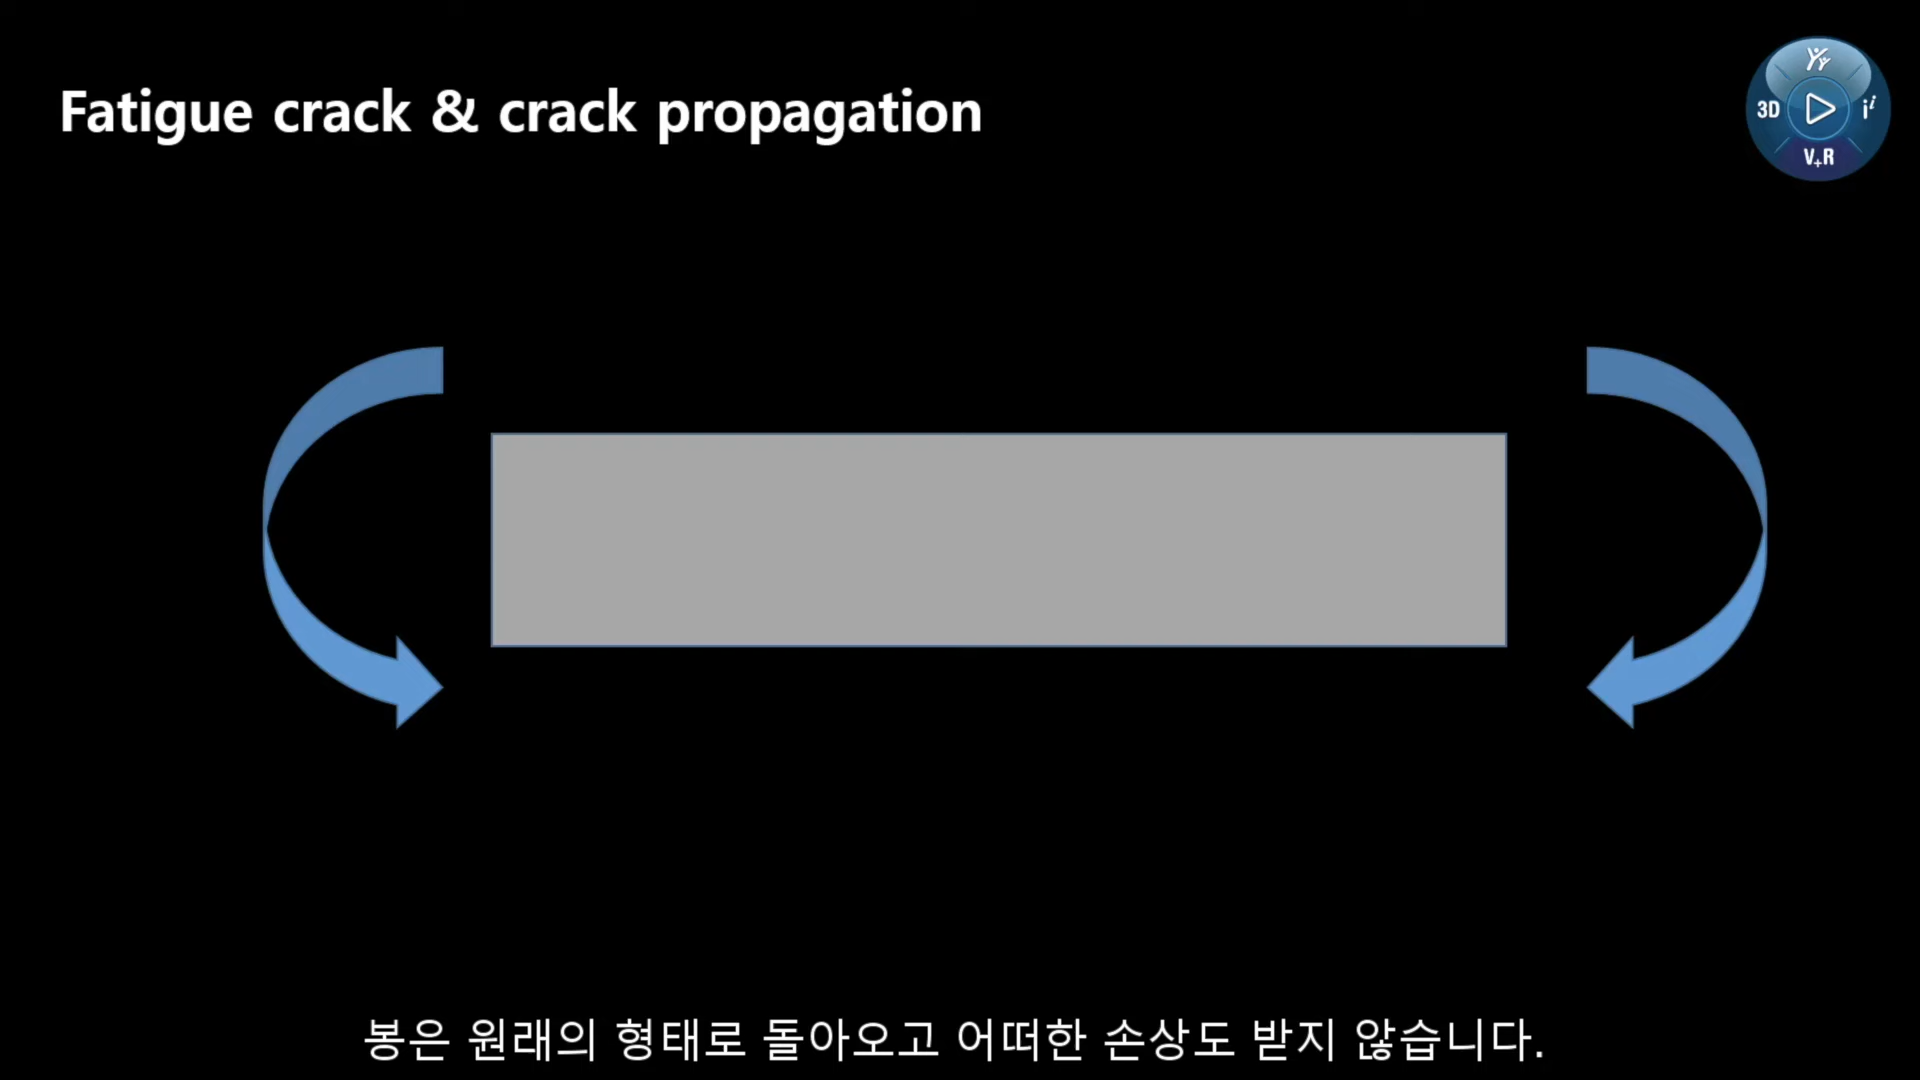 Fatigue crack & crack propagation
3D
i
V+R
봉은 원래의 형태로 돌아오고 어떠한 손상도 받지 않습니다.